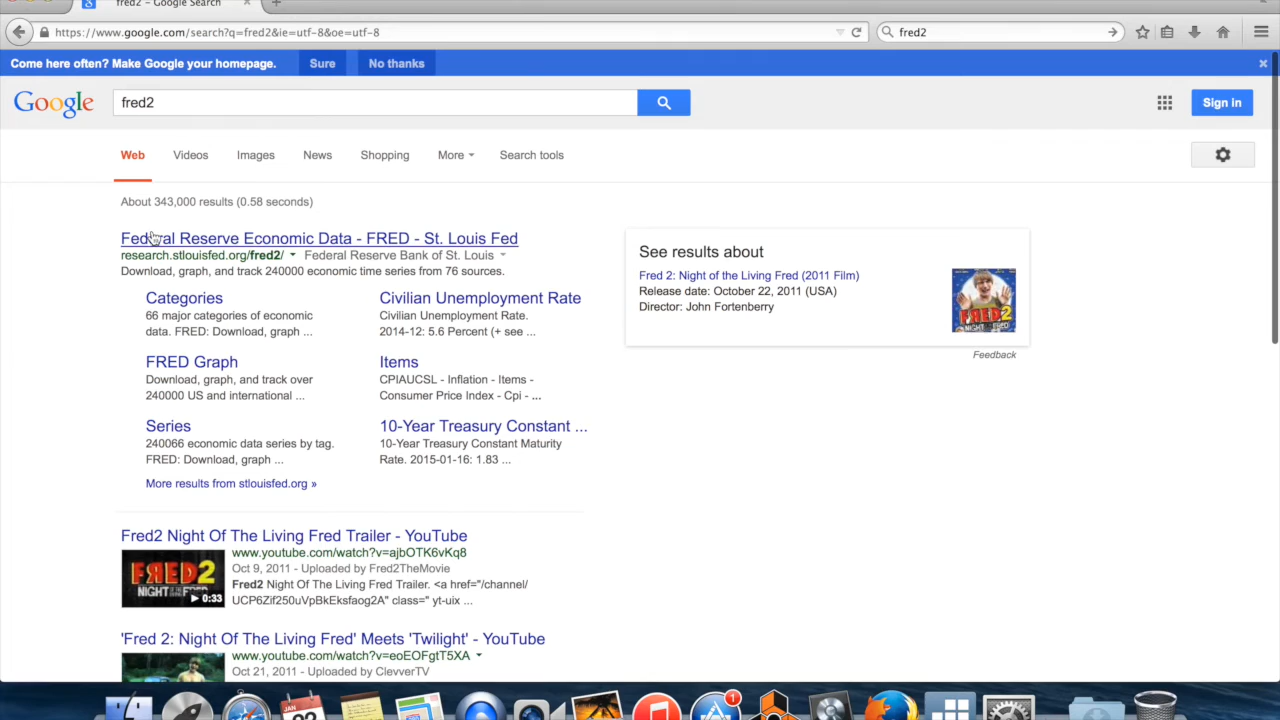 fred2 - Google Search
https://www.google.com/search?q=fred2&ie=utf-8&oe=utf-8
fred2
Come here often? Make Google your homepage.
Sure
No thanks
Google
fred2
Sign in
Web
Videos
Images
News
Shopping
More
Search tools
About 343,000 results (0.58 seconds)
Federal Reserve Economic Data - FRED - St. Louis Fed
research.stlouisfed.org/fred2/ Federal Reserve Bank of St. Louis
Download, graph, and track 240000 economic time series from 76 sources.
Categories
66 major categories of economic
data. FRED: Download, graph ...
Civilian Unemployment Rate
Civilian Unemployment Rate.
2014-12: 5.6 Percent (+ see ...
FRED Graph
Download, graph, and track over
240000 US and international ...
Items
CPIAUCSL - Inflation - Items -
Consumer Price Index - Cpi - ...
Series
240066 economic data series by tag.
FRED: Download, graph ...
10-Year Treasury Constant ...
10-Year Treasury Constant Maturity
Rate. 2015-01-16: 1.83 ...
More results from stlouisfed.org »
See results about
Fred 2: Night of the Living Fred (2011 Film)
Release date: October 22, 2011 (USA)
Director: John Fortenberry
FRED 2
Feedback
Fred2 Night Of The Living Fred Trailer - YouTube
www.youtube.com/watch?v=ajbOTK6vKq8
Oct 9, 2011 - Uploaded by Fred2TheMovie
Fred2 Night Of The Living Fred Trailer. <a href="/channel/
UCP6Zif250uVpBkEksfaog2A" class=" yt-uix ...
FRED 2
0:33
'Fred 2: Night Of The Living Fred' Meets 'Twilight' - YouTube
www.youtube.com/watch?v=eoEOFgtT5XA
Oct 21, 2011 - Uploaded by ClevverTV
1